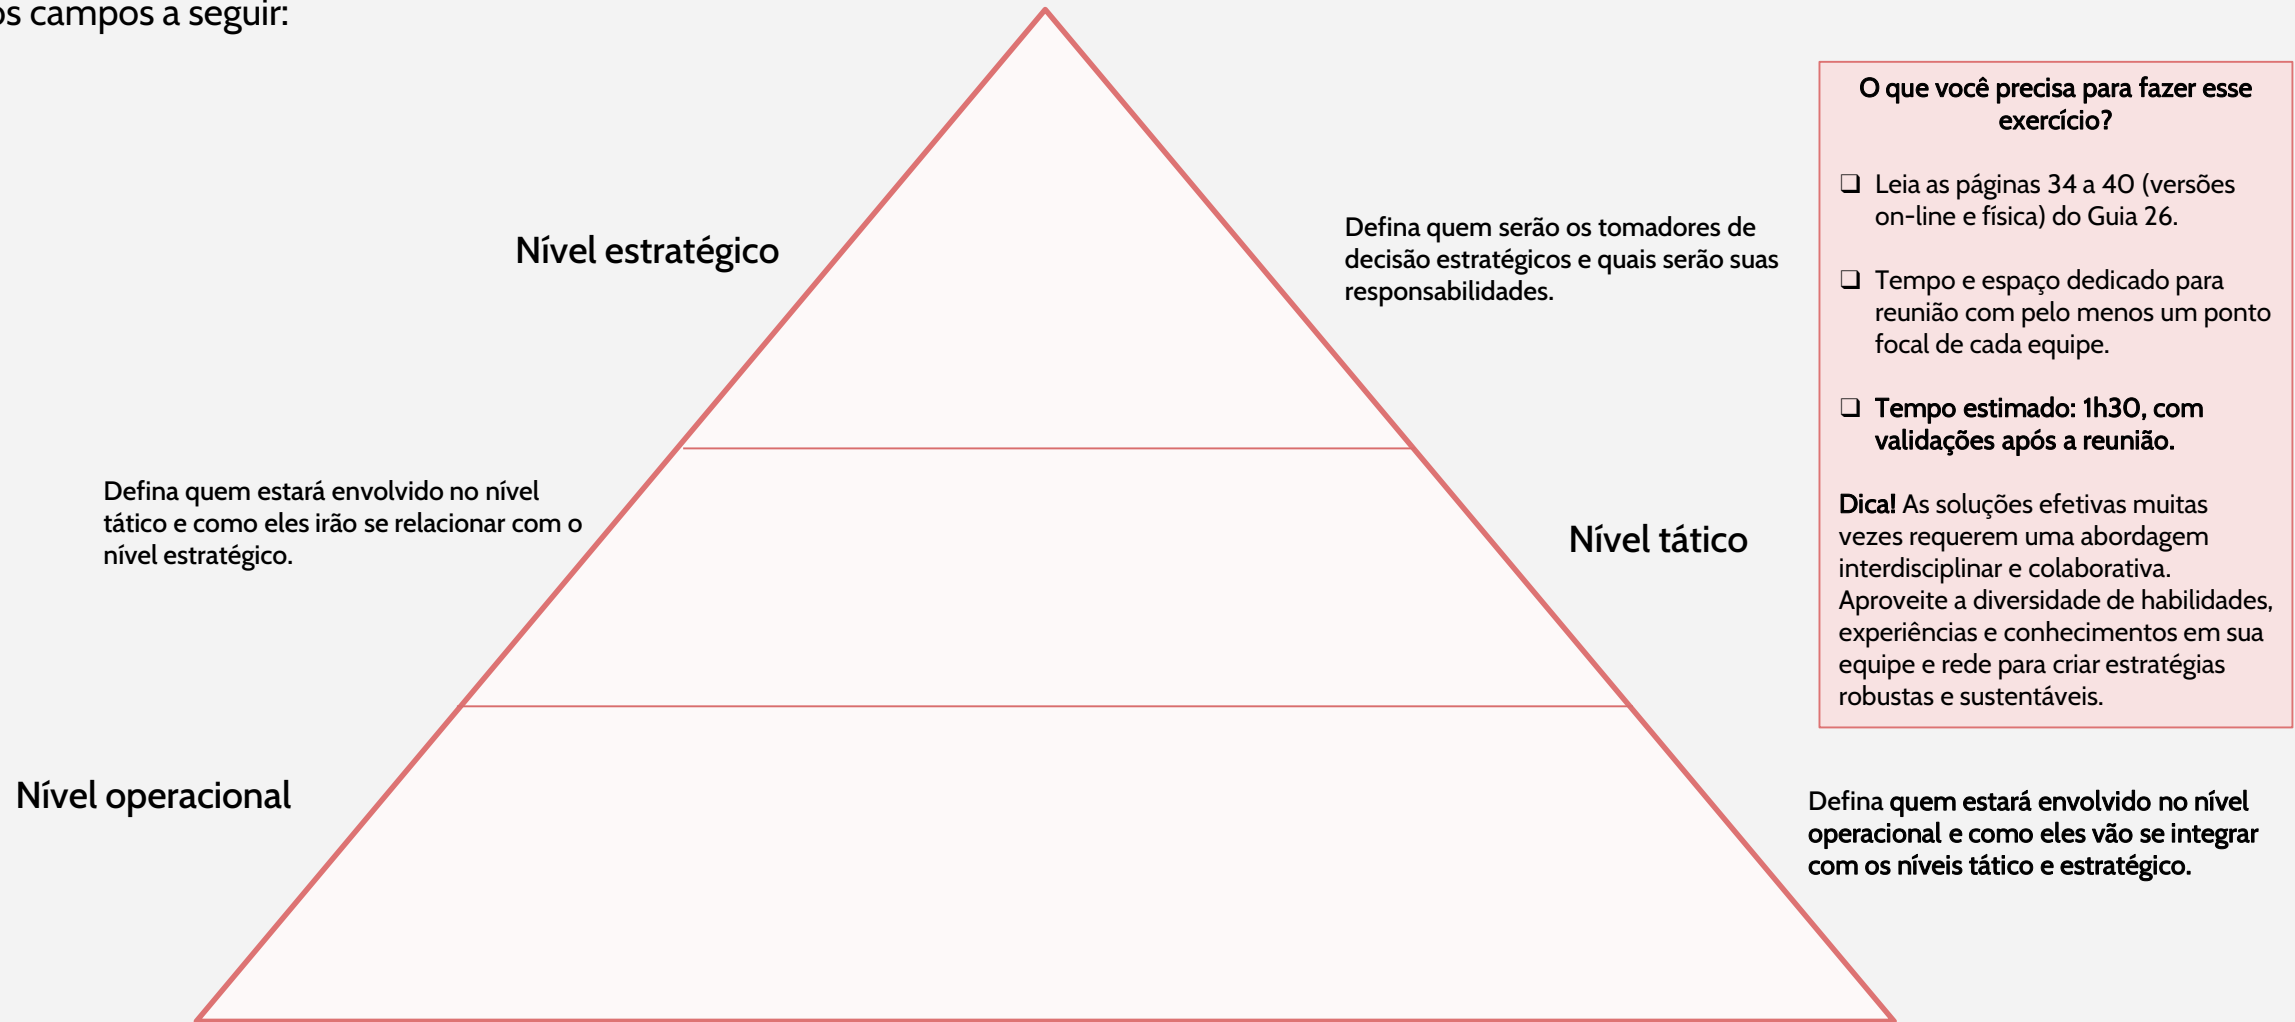 os campos a seguir:
Nível estratégico
Defina quem serão os tomadores de
decisão estratégicos e quais serão suas
responsabilidades.
Defina quem estará envolvido no nível
tático e como eles irão se relacionar com o
nível estratégico.
Nível tático
Nível operacional
Defina quem estará envolvido no nível
operacional e como eles vão se integrar
com os níveis tático e estratégico.
O que você precisa para fazer esse
exercício?
❏ Leia as páginas 34 a 40 (versões
on-line e física) do Guia 26.
❏ Tempo e espaço dedicado para
reunião com pelo menos um ponto
focal de cada equipe.
❏ Tempo estimado: 1h30, com
validações após a reunião.
Dica! As soluções efetivas muitas
vezes requerem uma abordagem
interdisciplinar e colaborativa.
Aproveite a diversidade de habilidades,
experiências e conhecimentos em sua
equipe e rede para criar estratégias
robustas e sustentáveis.